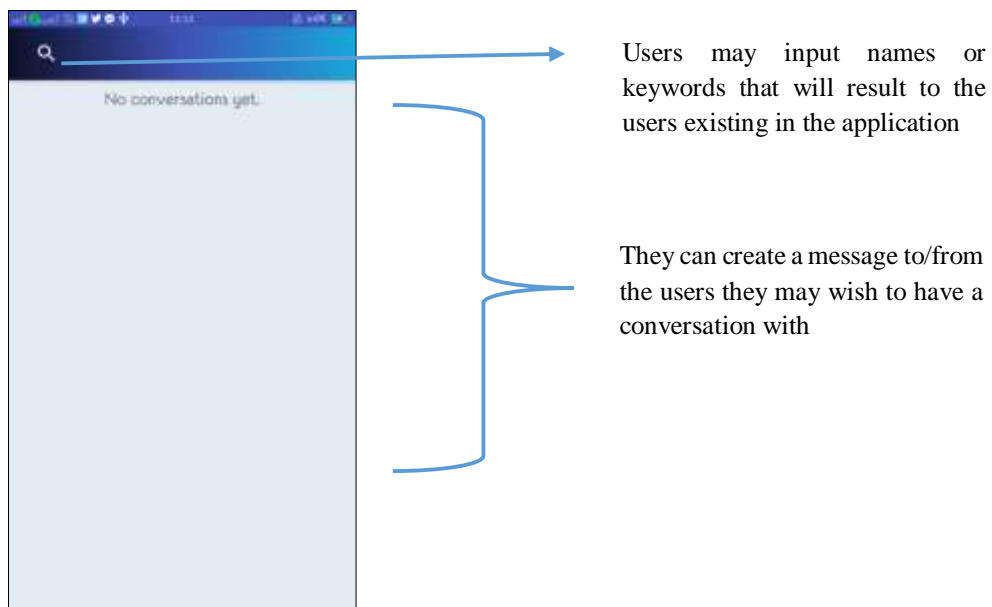 No conversations yet.
Users may input names or
keywords that will result to the
users existing in the application
They can create a message to/from
the users they may wish to have a
conversation with